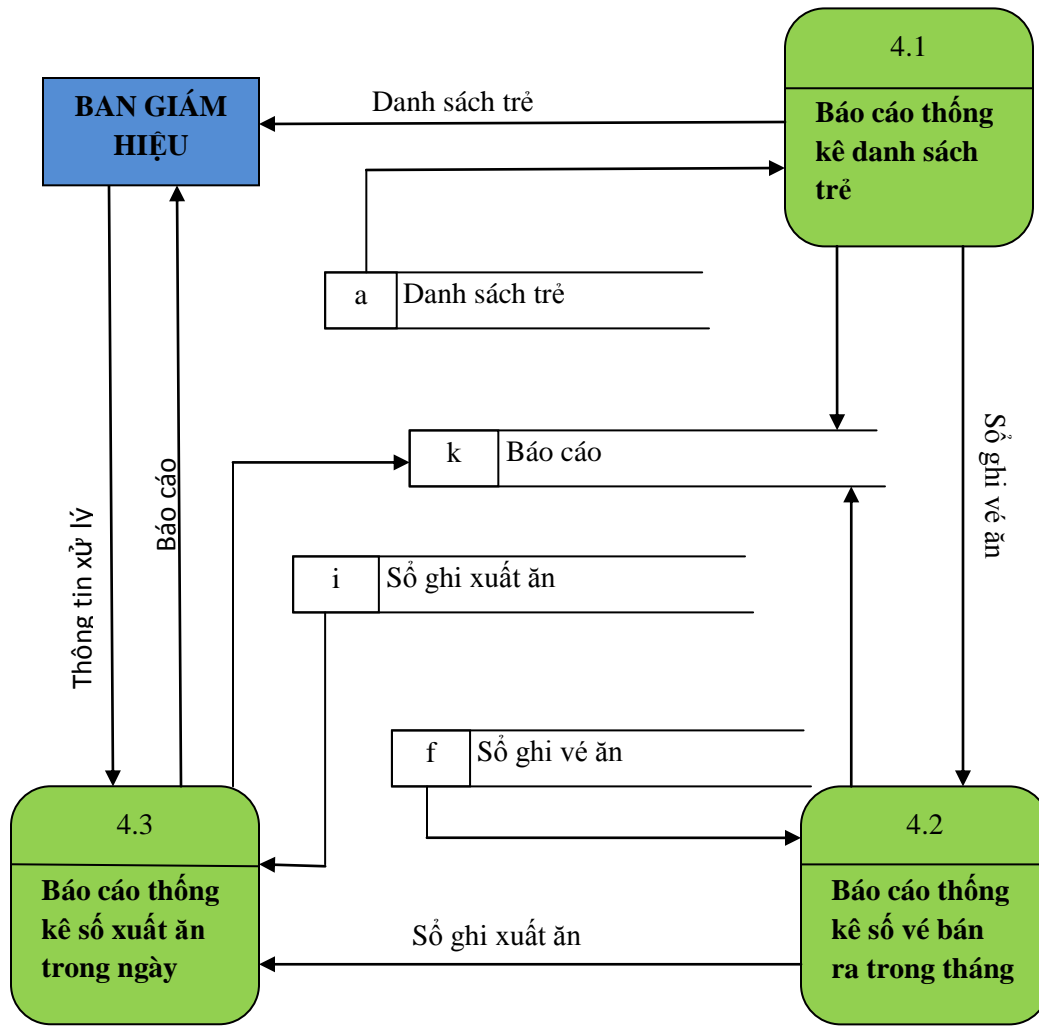 4.1
BAN GIÁM
HIỆU
Danh sách trẻ
Báo cáo thống
kê danh sách
trẻ
a
Danh sách trẻ
k
Báo cáo
Sổ ghi vé ăn
Thông tin xử lý
Báo cáo
i
Sổ ghi xuất ăn
f
Sổ ghi vé ăn
4.3
Báo cáo thống
kê số xuất ăn
trong ngày
Sổ ghi xuất ăn
4.2
Báo cáo thống
kê số vé bán
ra trong tháng